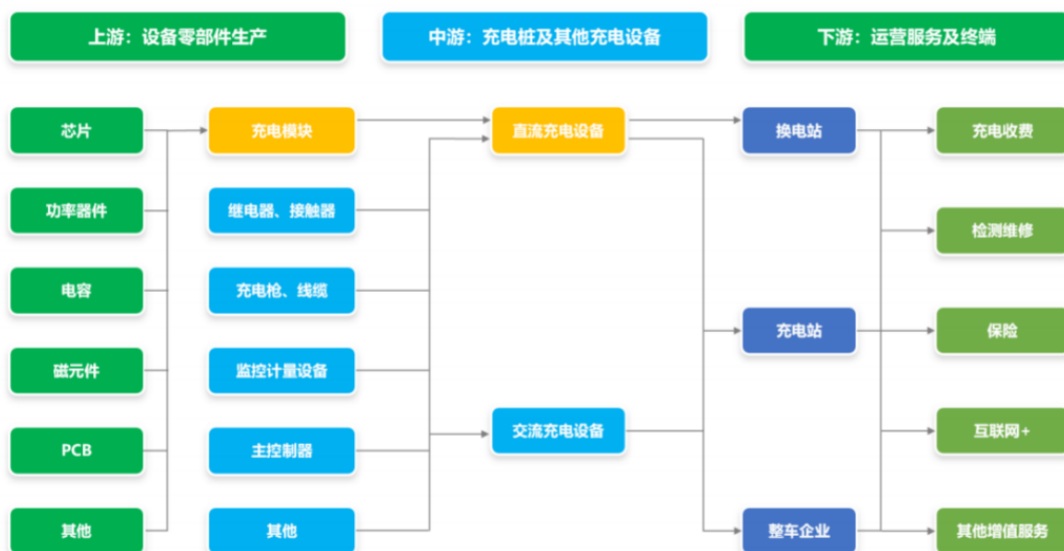 上游：设备零部件生产
中游：充电桩及其他充电设备
下游：运营服务及终端
芯片
充电模块
直流充电设备
换电站
充电收费
功率器件
继电器、接触器
检测维修
电容
充电枪、线缆
充电站
保险
磁元件
监控计量设备
交流充电设备
互联网+
PCB
主控制器
其他
其他
整车企业
其他增值服务